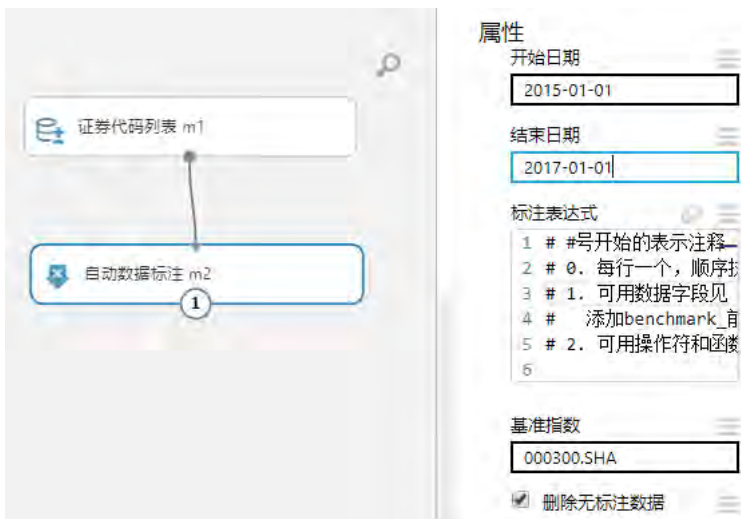 证券代码列表 m1
自动数据标注 m2
1
属性
开始日期
2015-01-01
结束日期
2017-01-01
标注表达式
1 # #号开始的表示注释
2 # 0. 每行一个，顺序
3 # 1. 可用数据字段见
4 # 添加benchmark_前
5 # 2. 可用操作符和函数
6
基准指数
000300.SHA
删除无标注数据